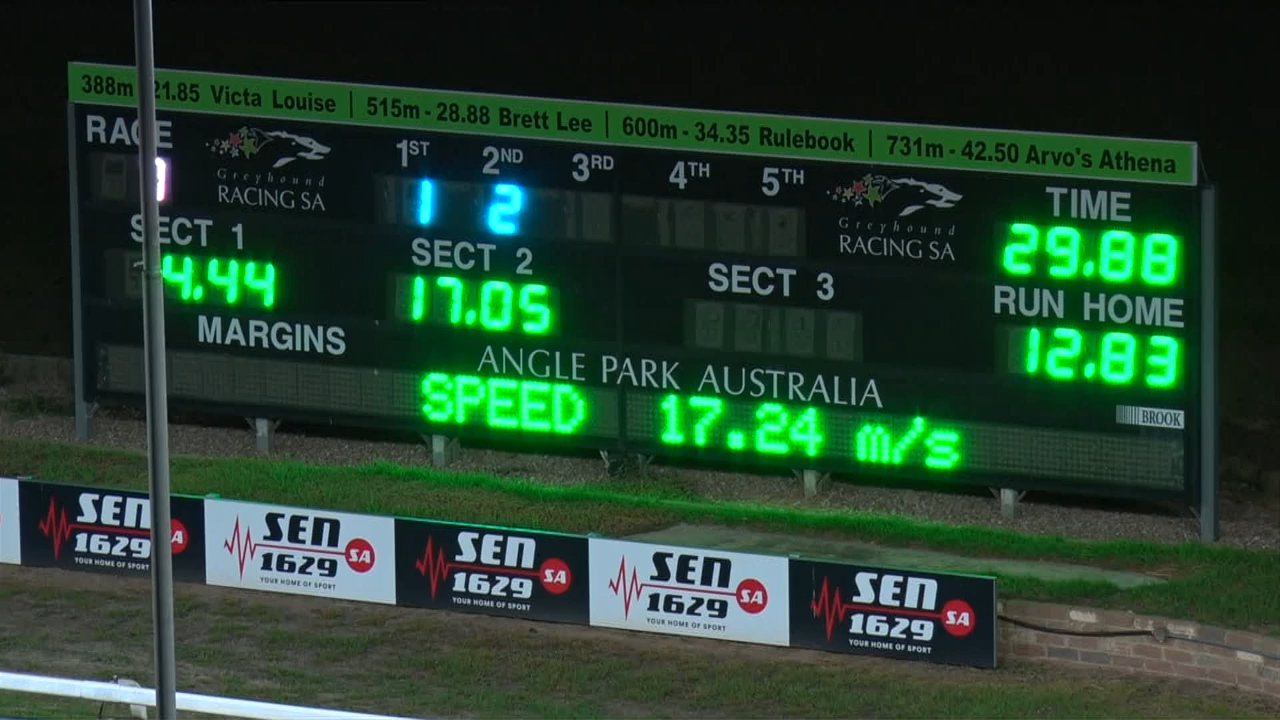 388m 21.85 Victa Louise | 515m - 28.88 Brett Lee | 600m - 34.35 Rulebook | 731m - 42.50 Arvo's Athena
RACE
Greyhound
RACING SA
1ST 2ND 3RD 4TH 5TH
1 2
Greyhound
RACING SA
TIME
29.88
SECT 1
4.44
SECT 2
17.05
SECT 3
RUN HOME
12.83
MARGINS
ANGLE PARK AUSTRALIA
SPEED 17.24 m/s
BROOK
SEN
1629 SA
YOUR HOME OF SPORT
SEN
1629 SA
YOUR HOME OF SPORT
SEN
1629 SA
YOUR HOME OF SPORT
SEN
1629 SA
YOUR HOME OF SPORT
SEN
1629 SA
YOUR HOME OF SPORT